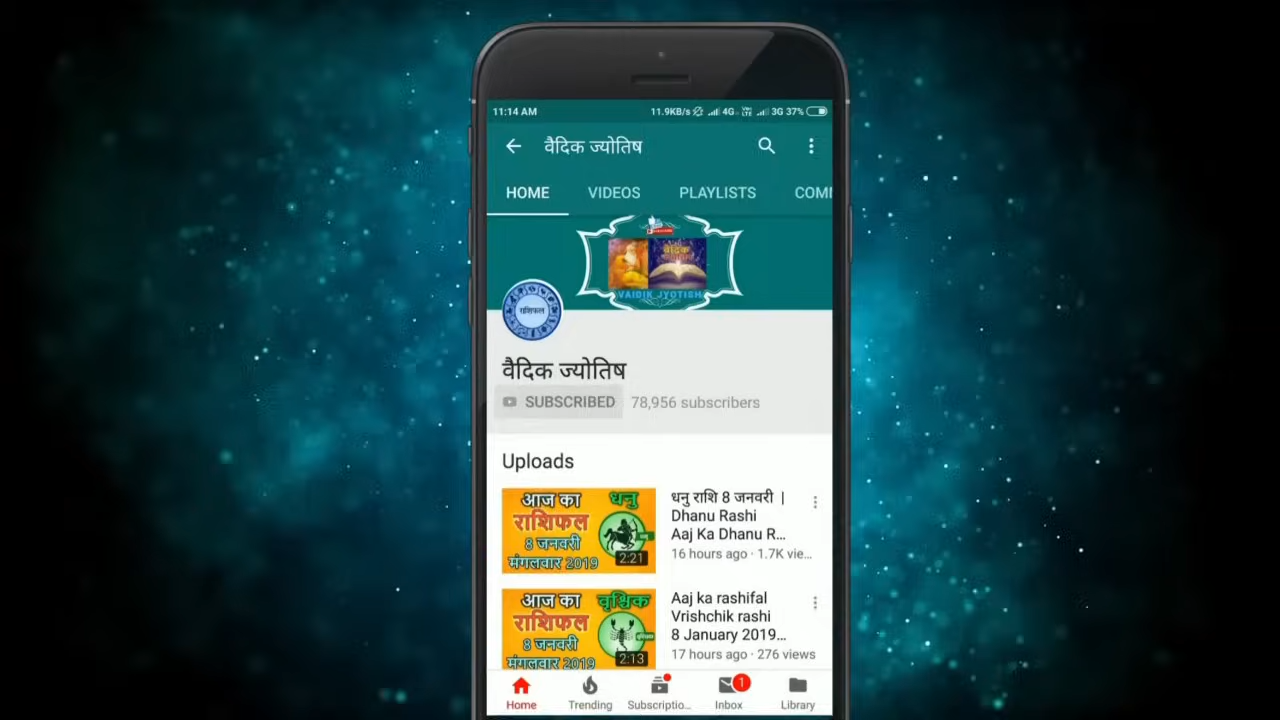 11:14 AM
11.9KB/s 4G VoLTE 3G 37%
वैदिक ज्योतिष
HOME VIDEOS PLAYLISTS COMM
वैदिक
VAIDIK JYOTISH
राशिफल
वैदिक ज्योतिष
SUBSCRIBED 78,956 subscribers
Uploads
आज का धनु
राशिफल
8 जनवरी
मंगलवार 2019
2:21
धनु राशि 8 जनवरी |
Dhanu Rashi
Aaj Ka Dhanu R...
16 hours ago · 1.7K vie...
आज का वृश्चिक
राशिफल
8 जनवरी
मंगलवार 2019
2:13
Aaj ka rashifal
Vrishchik rashi
8 January 2019...
17 hours ago · 276 views
1
Home Trending Subscriptio... Inbox Library